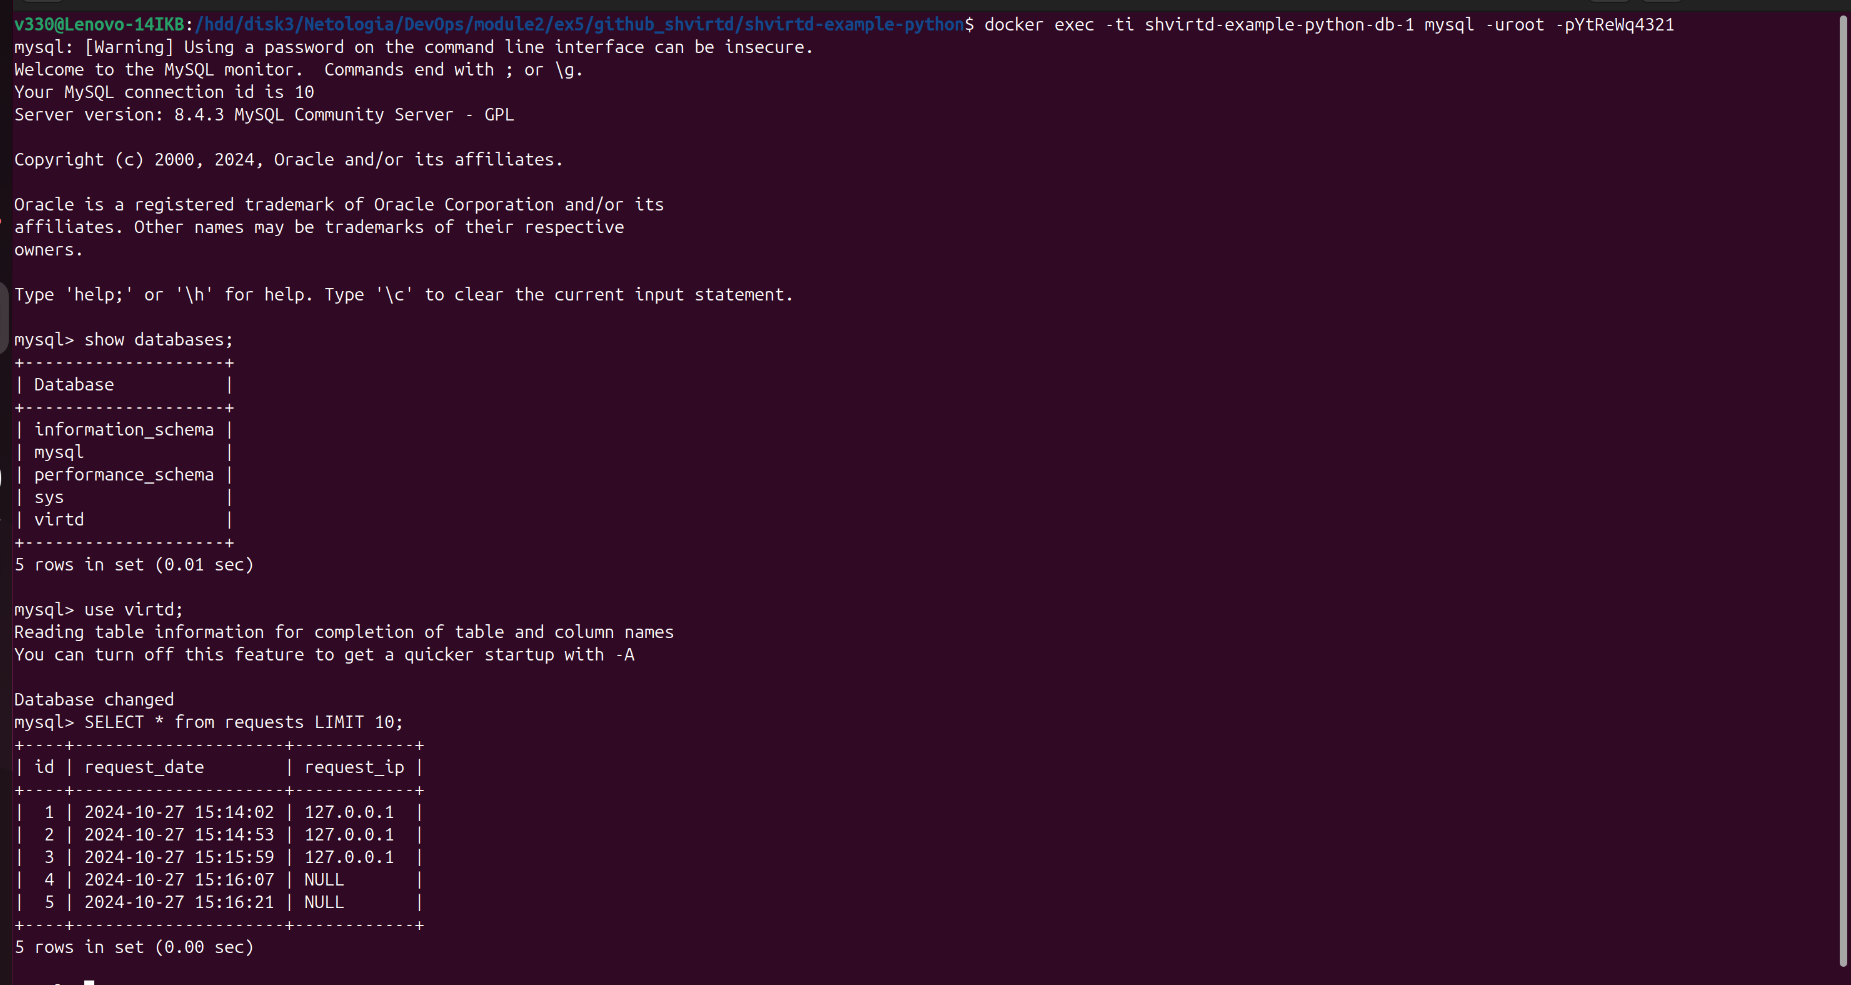 v330@Lenovo-14IKB:/hdd/disk3/Netologia/DevOps/module2/ex5/github_shvirtd/shvirtd-example-python$ docker exec -ti shvirtd-example-python-db-1 mysql -uroot -pYtReWq4321
mysql: [Warning] Using a password on the command line interface can be insecure.
Welcome to the MySQL monitor.  Commands end with ; or \g.
Your MySQL connection id is 10
Server version: 8.4.3 MySQL Community Server - GPL

Copyright (c) 2000, 2024, Oracle and/or its affiliates.

Oracle is a registered trademark of Oracle Corporation and/or its
affiliates. Other names may be trademarks of their respective
owners.

Type 'help;' or '\h' for help. Type '\c' to clear the current input statement.

mysql> show databases;
+--------------------+
| Database           |
+--------------------+
| information_schema |
| mysql              |
| performance_schema |
| sys                |
| virtd              |
+--------------------+
5 rows in set (0.01 sec)

mysql> use virtd;
Reading table information for completion of table and column names
You can turn off this feature to get a quicker startup with -A

Database changed
mysql> SELECT * from requests LIMIT 10;
+----+---------------------+------------+
| id | request_date        | request_ip |
+----+---------------------+------------+
|  1 | 2024-10-27 15:14:02 | 127.0.0.1  |
|  2 | 2024-10-27 15:14:53 | 127.0.0.1  |
|  3 | 2024-10-27 15:15:59 | 127.0.0.1  |
|  4 | 2024-10-27 15:16:07 | NULL       |
|  5 | 2024-10-27 15:16:21 | NULL       |
+----+---------------------+------------+
5 rows in set (0.00 sec)